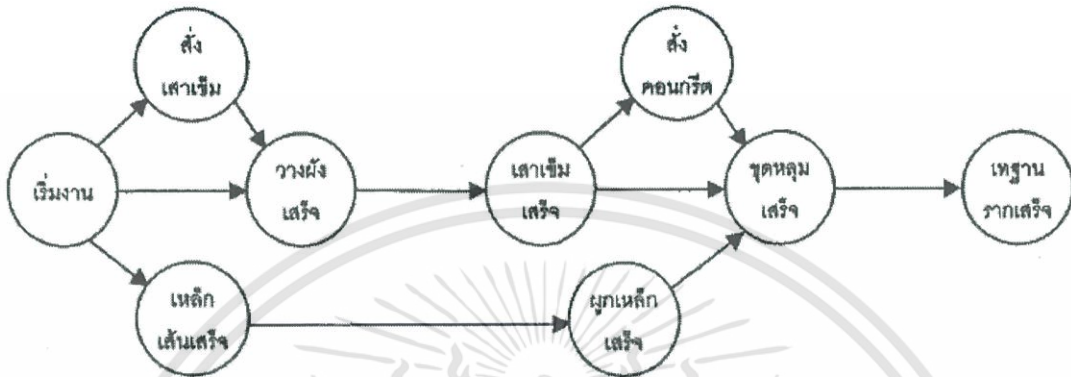 สั่ง
เสาเข็ม
สั่ง
คอนกรีต
เริ่มงาน
วางผัง
เสร็จ
เสาเข็ม
เสร็จ
ขุดหลุม
เสร็จ
เทฐาน
รากเสร็จ
เหล็ก
เส้นเสร็จ
ผูกเหล็ก
เสร็จ